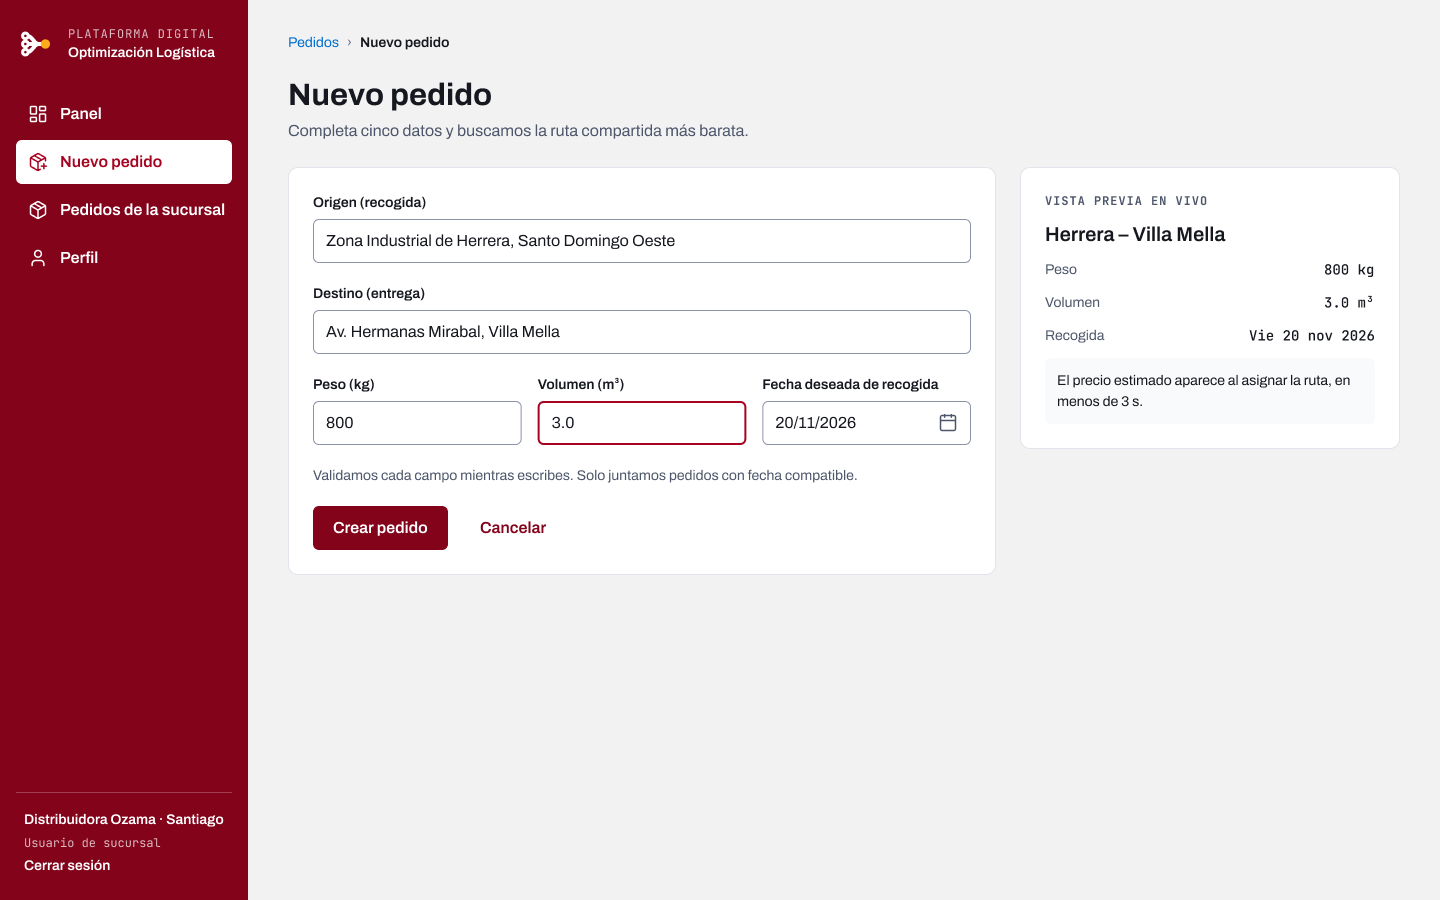 PLATAFORMA DIGITAL
Optimización Logística
Panel
Nuevo pedido
Pedidos de la sucursal
Perfil
Distribuidora Ozama · Santiago
Usuario de sucursal
Cerrar sesión
Pedidos › Nuevo pedido
Nuevo pedido
Completa cinco datos y buscamos la ruta compartida más barata.
Origen (recogida)
Zona Industrial de Herrera, Santo Domingo Oeste
Destino (entrega)
Av. Hermanas Mirabal, Villa Mella
Peso (kg) Volumen (m³) Fecha deseada de recogida
800 3.0 20/11/2026
Validamos cada campo mientras escribes. Solo juntamos pedidos con fecha compatible.
Crear pedido Cancelar
VISTA PREVIA EN VIVO
Herrera – Villa Mella
Peso 800 kg
Volumen 3.0 m³
Recogida Vie 20 nov 2026
El precio estimado aparece al asignar la ruta, en
menos de 3 s.